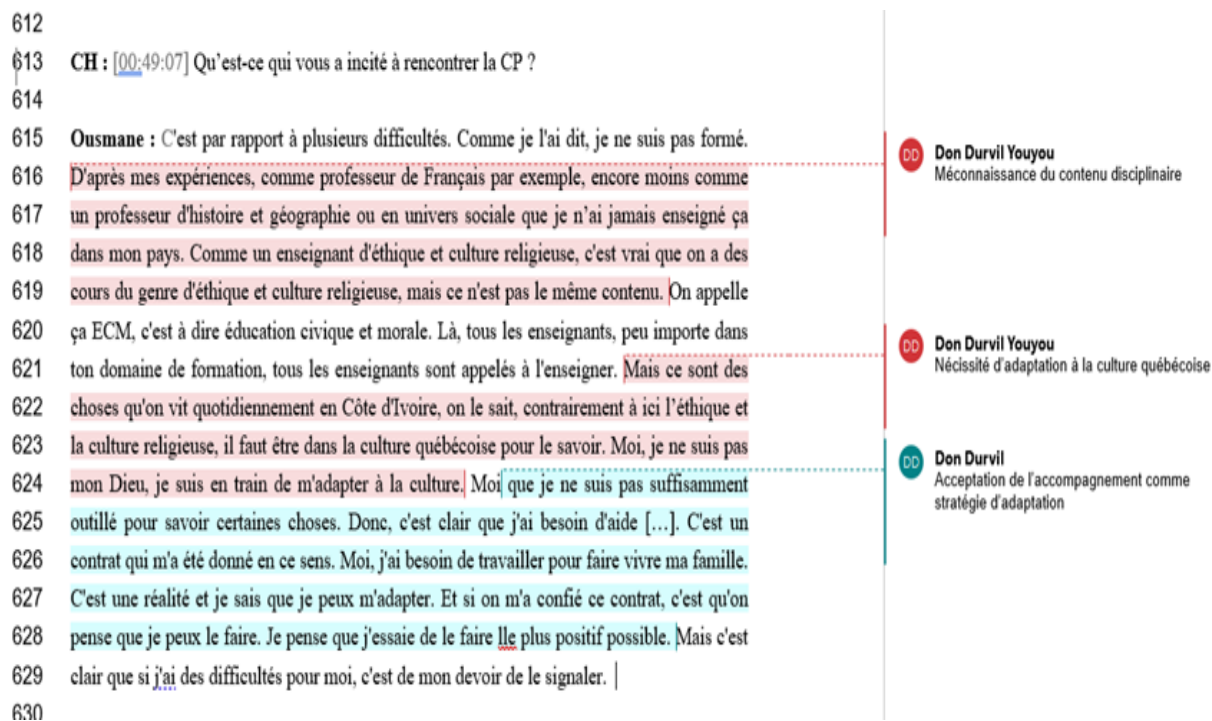 612
613 CH : [00:49:07] Qu'est-ce qui vous a incité à rencontrer la CP ?
614
615 Ousmane : C'est par rapport à plusieurs difficultés. Comme je l'ai dit, je ne suis pas formé.
616 D'après mes expériences, comme professeur de Français par exemple, encore moins comme
617 un professeur d'histoire et géographie ou en univers sociale que je n'ai jamais enseigné ça
618 dans mon pays. Comme un enseignant d'éthique et culture religieuse, c'est vrai que on a des
619 cours du genre d'éthique et culture religieuse, mais ce n'est pas le même contenu. On appelle
620 ça ECM, c'est à dire éducation civique et morale. Là, tous les enseignants, peu importe dans
621 ton domaine de formation, tous les enseignants sont appelés à l'enseigner. Mais ce sont des
622 choses qu'on vit quotidiennement en Côte d'Ivoire, on le sait, contrairement à ici l'éthique et
623 la culture religieuse, il faut être dans la culture québécoise pour le savoir. Moi, je ne suis pas
624 mon Dieu, je suis en train de m'adapter à la culture. Moi que je ne suis pas suffisamment
625 outillé pour savoir certaines choses. Donc, c'est clair que j'ai besoin d'aide […]. C'est un
626 contrat qui m'a été donné en ce sens. Moi, j'ai besoin de travailler pour faire vivre ma famille.
627 C'est une réalité et je sais que je peux m'adapter. Et si on m'a confié ce contrat, c'est qu'on
628 pense que je peux le faire. Je pense que j'essaie de le faire lle plus positif possible. Mais c'est
629 clair que si j'ai des difficultés pour moi, c'est de mon devoir de le signaler.
630
DD Don Durvil Youyou
Méconnaissance du contenu disciplinaire
DD Don Durvil Youyou
Nécissité d'adaptation à la culture québécoise
DD Don Durvil
Acceptation de l'accompagnement comme
stratégie d'adaptation